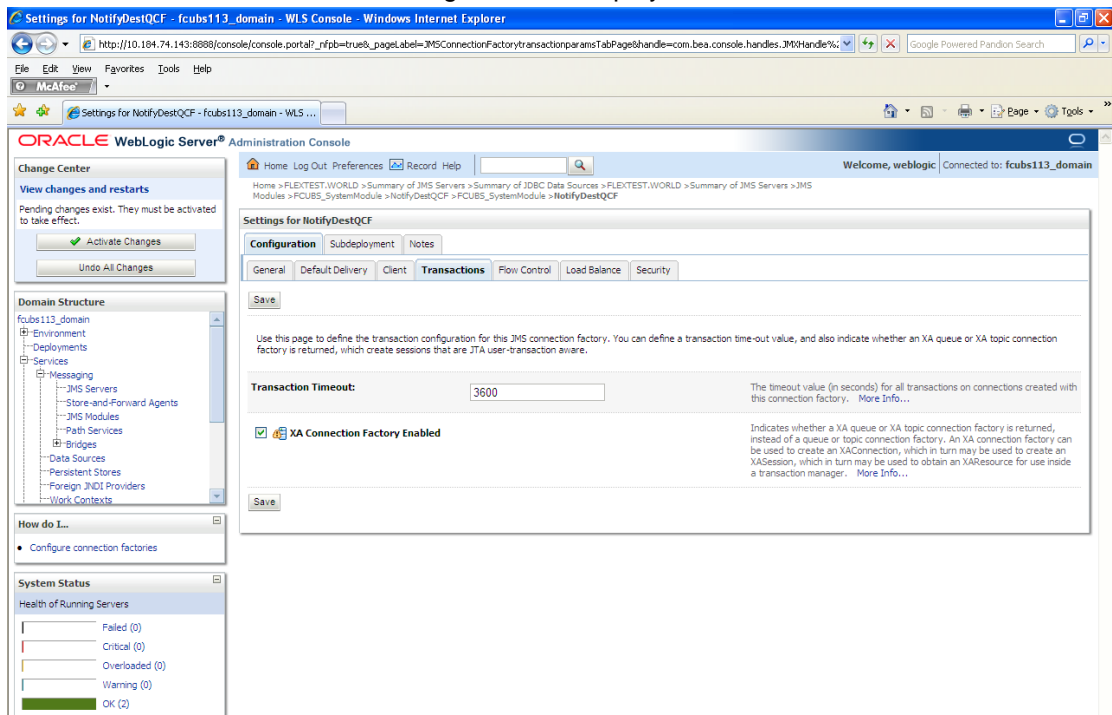 Settings for NotifyDestQCF - fcubs113_domain - WLS Console - Windows Internet Explorer
http://10.184.74.143:8888/console/console.portal?_nfpb=true&_pageLabel=JMSConnectionFactorytransactionparamsTabPage&handle=com.bea.console.handles.JMXHandle%
Google Powered Pandion Search
File Edit View Favorites Tools Help
McAfee
Settings for NotifyDestQCF - fcubs113_domain - WLS ...
Page Tools
ORACLE WebLogic Server® Administration Console
Change Center
View changes and restarts
Pending changes exist. They must be activated
to take effect.
Activate Changes
Undo All Changes
Domain Structure
fcubs113_domain
Environment
Deployments
Services
Messaging
JMS Servers
Store-and-Forward Agents
JMS Modules
Path Services
Bridges
Data Sources
Persistent Stores
Foreign JNDI Providers
Work Contexts
How do I...
Configure connection factories
System Status
Health of Running Servers
Failed (0)
Critical (0)
Overloaded (0)
Warning (0)
OK (2)
Home Log Out Preferences Record Help
Welcome, weblogic Connected to: fcubs113_domain
Home >FLEXTEST.WORLD >Summary of JMS Servers >Summary of JDBC Data Sources >FLEXTEST.WORLD >Summary of JMS Servers >JMS
Modules >FCUBS_SystemModule >NotifyDestQCF >FCUBS_SystemModule >NotifyDestQCF
Settings for NotifyDestQCF
Configuration Subdeployment Notes
General Default Delivery Client Transactions Flow Control Load Balance Security
Save
Use this page to define the transaction configuration for this JMS connection factory. You can define a transaction time-out value, and also indicate whether an XA queue or XA topic connection
factory is returned, which create sessions that are JTA user-transaction aware.
Transaction Timeout:
3600
The timeout value (in seconds) for all transactions on connections created with
this connection factory. More Info...
XA Connection Factory Enabled
Indicates whether a XA queue or XA topic connection factory is returned,
instead of a queue or topic connection factory. An XA connection factory can
be used to create an XAConnection, which in turn may be used to create an
XASession, which in turn may be used to obtain an XAResource for use inside
a transaction manager. More Info...
Save